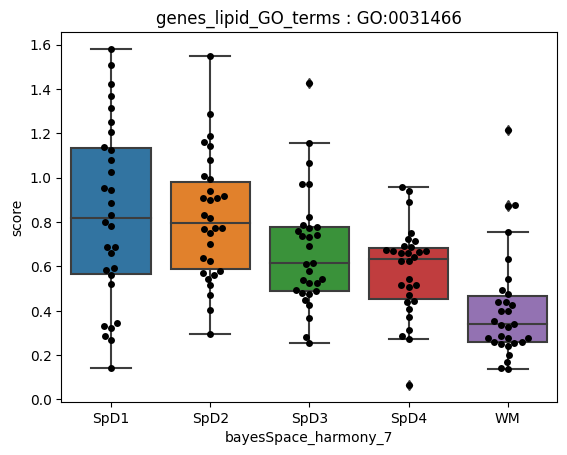 genes_lipid_GO_terms : GO:0031466
score
1.6
1.4
1.2
1.0
0.8
0.6
0.4
0.2
0.0
SpD1 SpD2 SpD3 SpD4 WM
bayesSpace_harmony_7